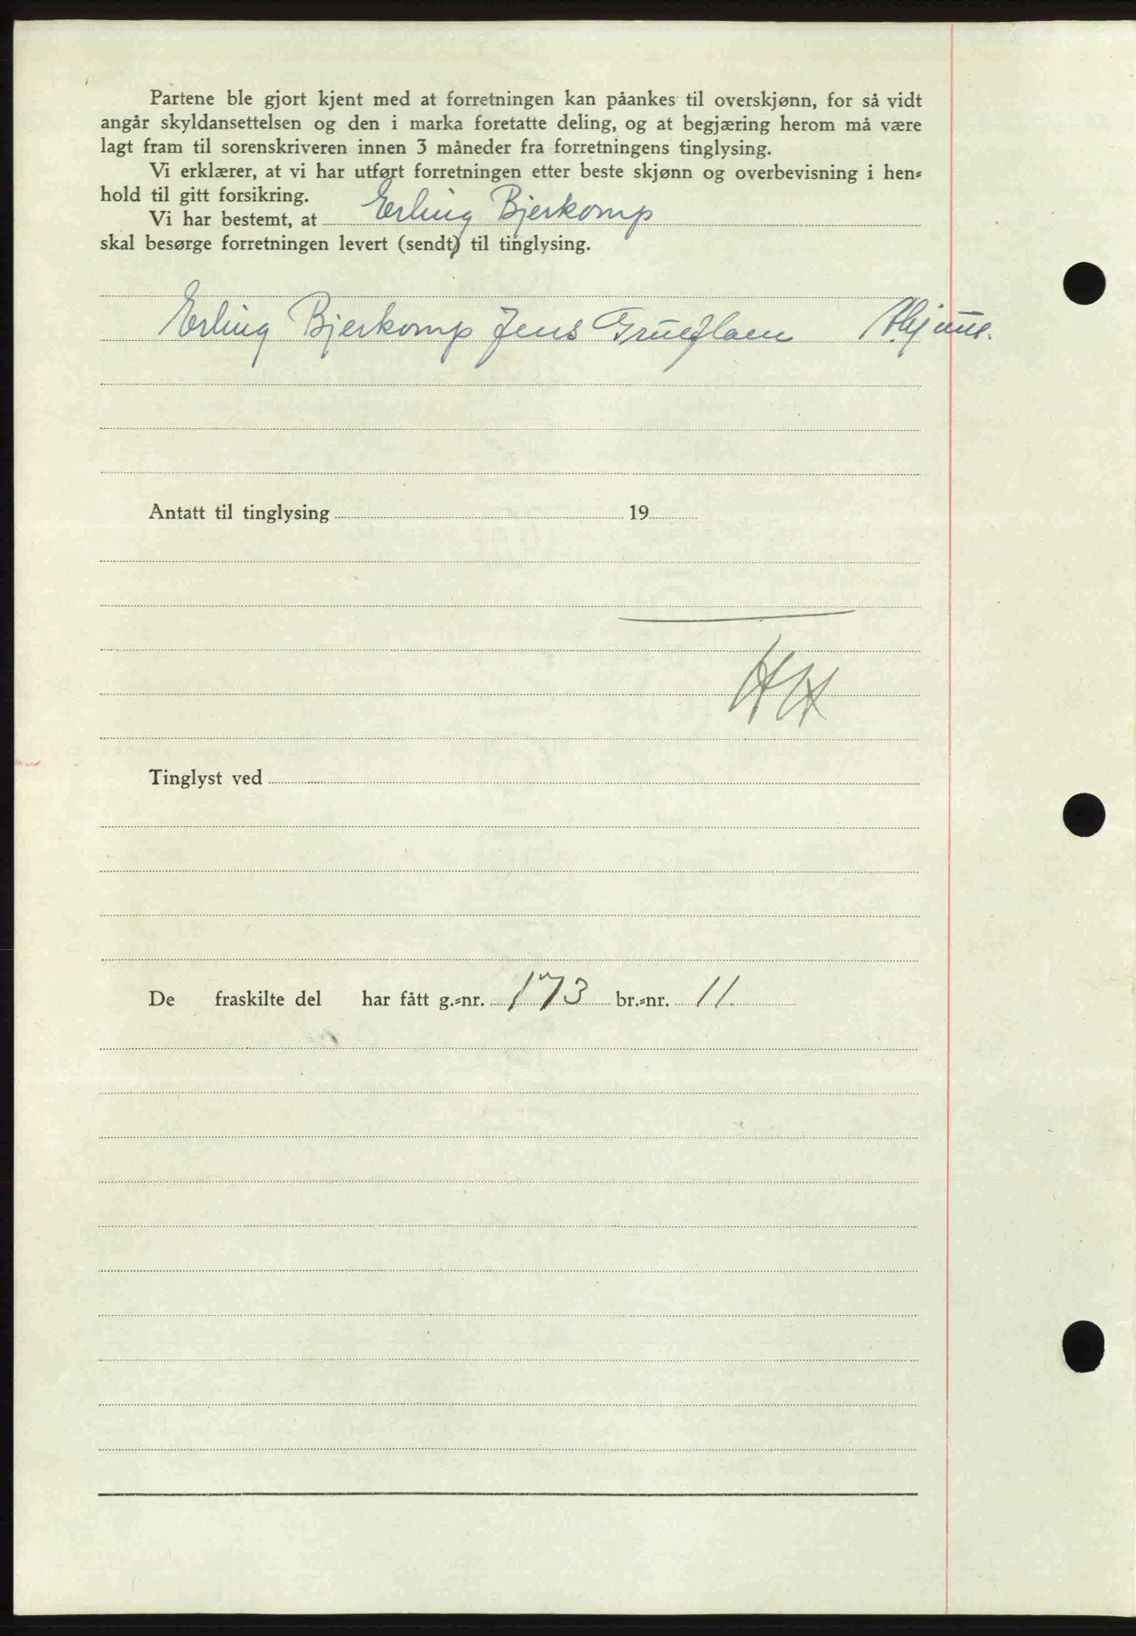 Partene ble gjort kjent med at forretningen kan påankes til overskjønn, for så vidt
angår skyldansettelsen og den i marka foretatte deling, og at begjæring herom må være
lagt fram til sorenskriveren innen 3 måneder fra forretningens tinglysing.
Vi erklærer, at vi har utført forretningen etter beste skjønn og overbevisning i hen-
hold til gitt forsikring.
Vi har bestemt, at Erling Bjerkomp
skal besørge forretningen levert (sendt) til tinglysing.
Erling Bjerkomp Jens
Antatt til tinglysing 19
HH
Tinglyst ved
De fraskilte del har fått g.-nr. 173 br.-nr. 11.